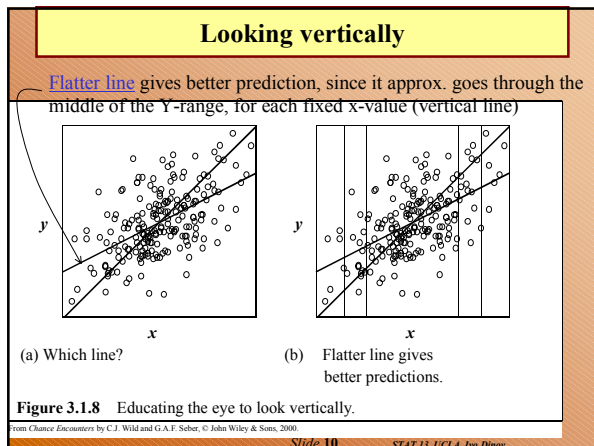 Looking vertically
Flatter line gives better prediction, since it approx. goes through the
middle of the Y-range, for each fixed x-value (vertical line)
y
y
x
x
(a) Which line?
(b) Flatter line gives
better predictions.
Figure 3.1.8 Educating the eye to look vertically.
From Chance Encounters by C.J. Wild and G.A.F. Seber, © John Wiley & Sons, 2000.
Slide 10 STAT 13, UCLA, Ivo Dinov